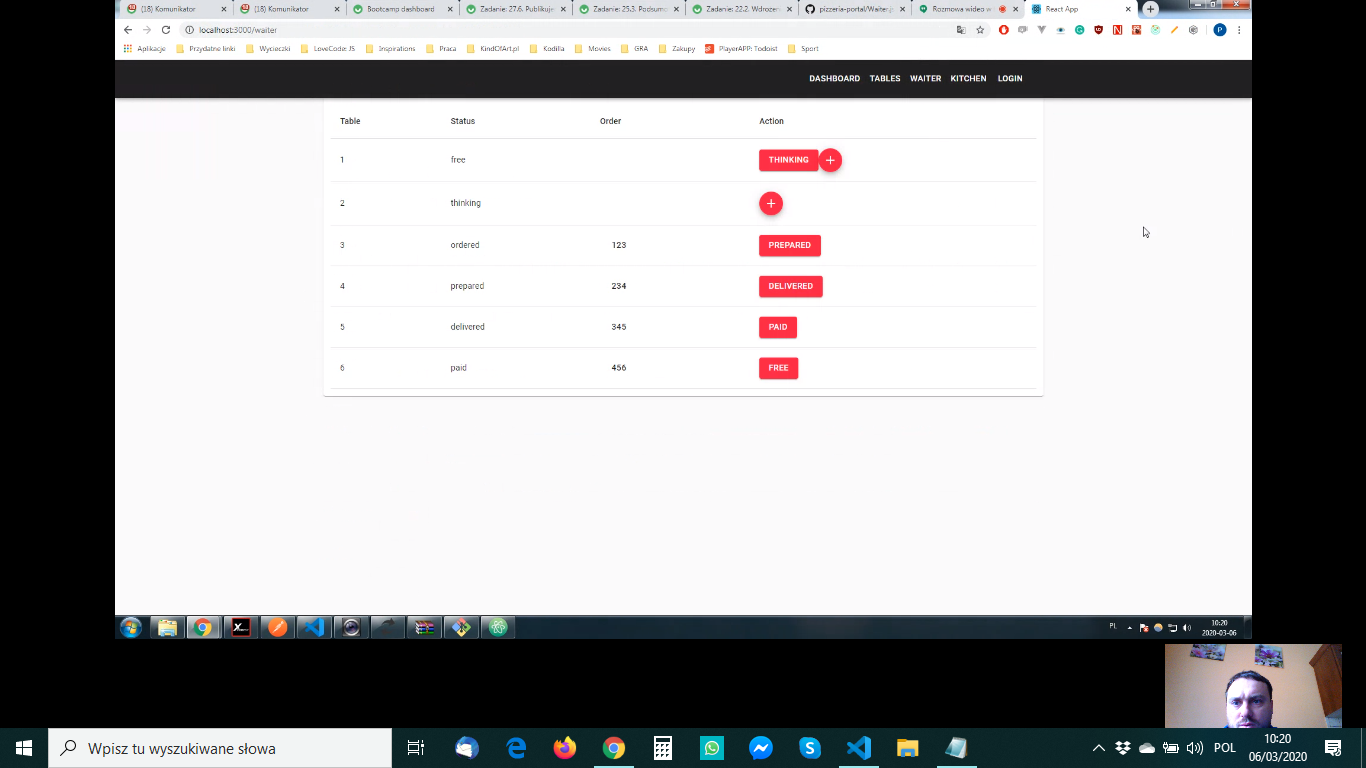 (18) Komunikator (18) Komunikator Bootcamp dashboard Zadanie: 27.6. Publikuje Zadanie: 25.3. Podsumo Zadanie: 22.2. Wdrożen pizzeria-portal/Waiter.js Rozmowa wideo w React App
localhost:3000/waiter
Aplikacje Przydatne linki Wycieczki LoveCode: JS Inspirations Praca KindOfArt.pl Kodilla Movies GRA Zakupy PlayerAPP: Todoist Sport
DASHBOARD TABLES WAITER KITCHEN LOGIN
Table Status Order Action
1 free THINKING +
2 thinking +
3 ordered 123 PREPARED
4 prepared 234 DELIVERED
5 delivered 345 PAID
6 paid 456 FREE
PL 10:20
2020-03-06
Wpisz tu wyszukiwane słowa POL 10:20
06/03/2020